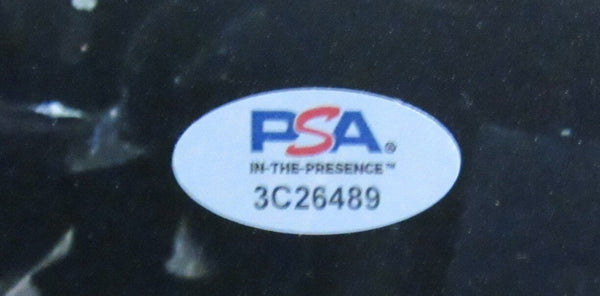 PSA®
IN-THE-PRESENCE™
3C26489